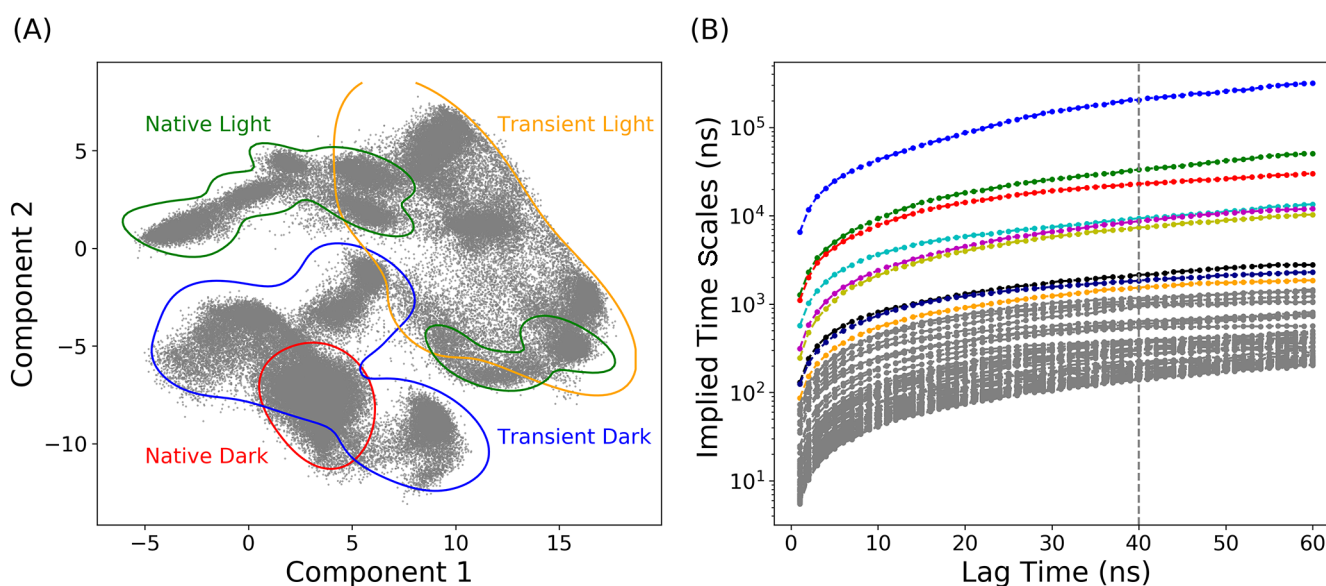 (A)
Native Light
Transient Light
Native Dark
Transient Dark
5
0
−5
−10
Component 2
−5
0
5
10
15
Component 1
(B)
10^5
10^4
10^3
10^2
10^1
Implied Time Scales (ns)
0
10
20
30
40
50
60
Lag Time (ns)